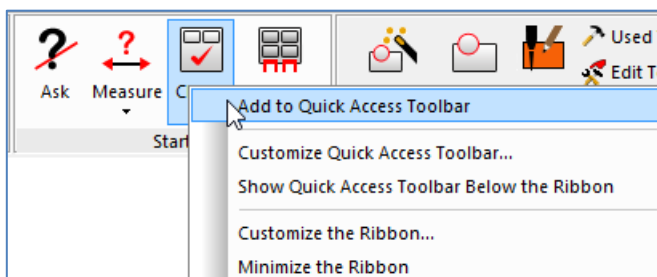 Used
Edit T
Ask Measure C
Start
Add to Quick Access Toolbar
Customize Quick Access Toolbar...
Show Quick Access Toolbar Below the Ribbon
Customize the Ribbon...
Minimize the Ribbon